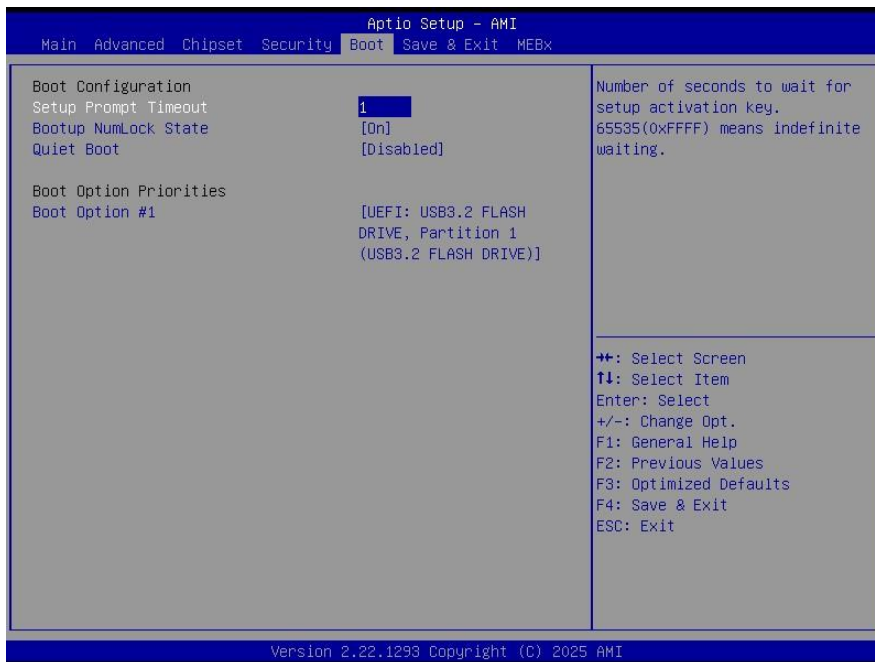 Aptio Setup - AMI
Main Advanced Chipset Security Boot Save & Exit MEBx
Boot Configuration
Setup Prompt Timeout 1
Bootup NumLock State [On]
Quiet Boot [Disabled]
Boot Option Priorities
Boot Option #1 [UEFI: USB3.2 FLASH
DRIVE, Partition 1
(USB3.2 FLASH DRIVE)]
Number of seconds to wait for
setup activation key.
65535(0xFFFF) means indefinite
waiting.
→←: Select Screen
↑↓: Select Item
Enter: Select
+/-: Change Opt.
F1: General Help
F2: Previous Values
F3: Optimized Defaults
F4: Save & Exit
ESC: Exit
Version 2.22.1293 Copyright (C) 2025 AMI